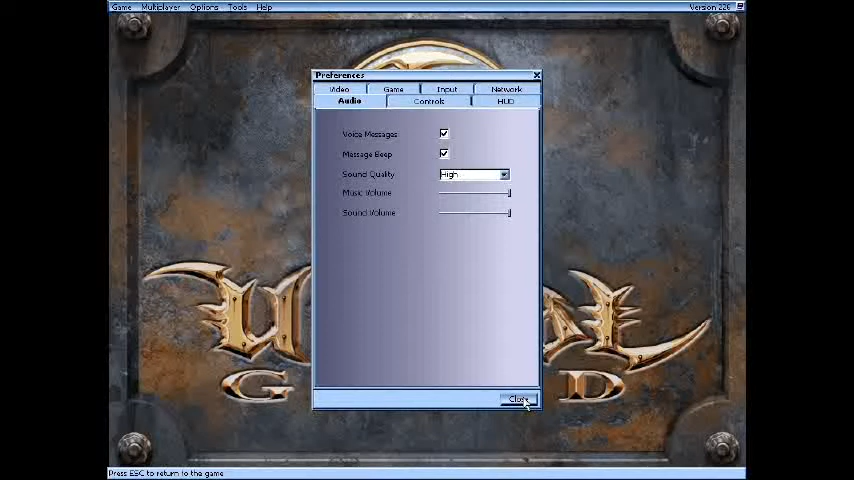 Game Multiplayer Options Tools Help Version 226
Preferences
Video Game Input Network
Audio Controls HUD
Voice Messages
Message Beep
Sound Quality High
Music Volume
Sound Volume
Press ESC to return to the game